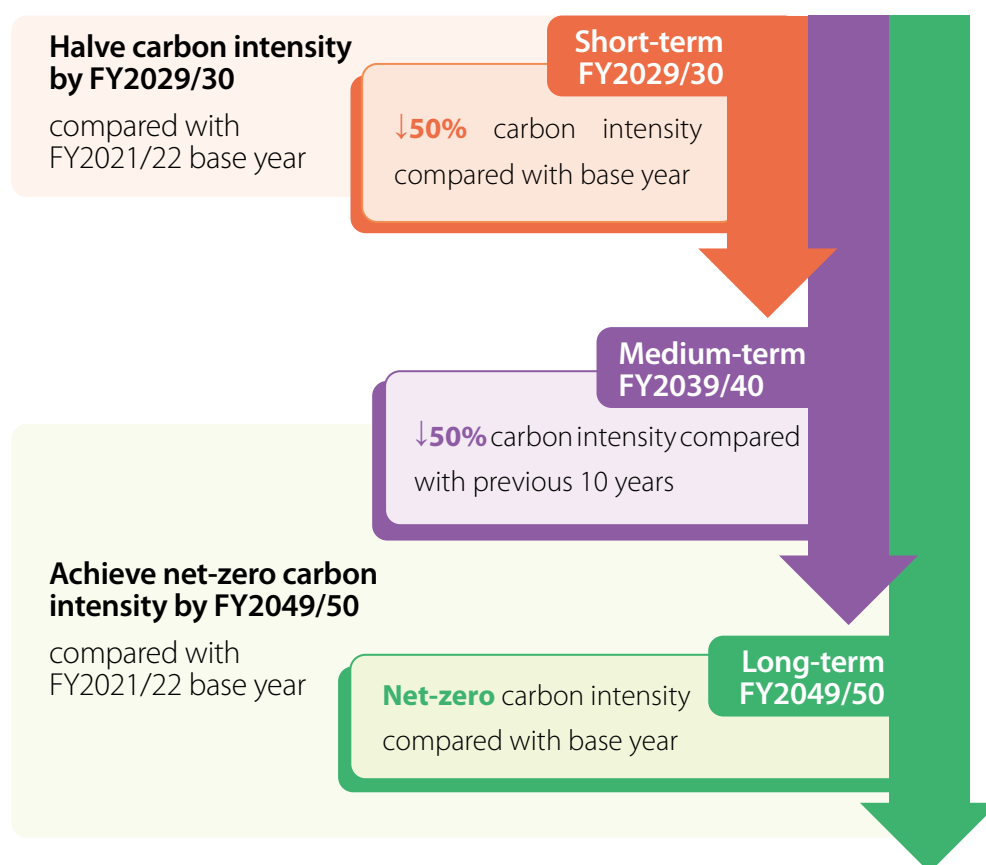 Halve carbon intensity
by FY2029/30
compared with
FY2021/22 base year
Short-term
FY2029/30
↓50% carbon intensity
compared with base year
Medium-term
FY2039/40
↓50% carbon intensity compared
with previous 10 years
Achieve net-zero carbon
intensity by FY2049/50
compared with
FY2021/22 base year
Long-term
FY2049/50
Net-zero carbon intensity
compared with base year